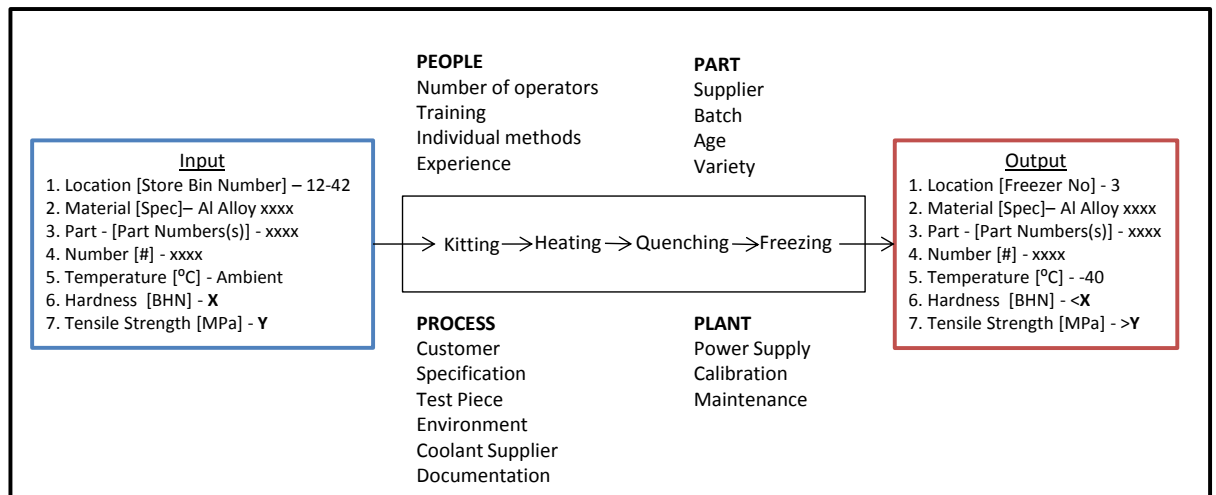 PEOPLE
Number of operators
Training
Individual methods
Experience
PART
Supplier
Batch
Age
Variety
Input
1. Location [Store Bin Number] – 12-42
2. Material [Spec]– Al Alloy xxxx
3. Part - [Part Numbers(s)] - xxxx
4. Number [#] - xxxx
5. Temperature [⁰C] - Ambient
6. Hardness [BHN] - X
7. Tensile Strength [MPa] - Y
Kitting
Heating
Quenching
Freezing
Output
1. Location [Freezer No] - 3
2. Material [Spec]– Al Alloy xxxx
3. Part - [Part Numbers(s)] - xxxx
4. Number [#] - xxxx
5. Temperature [⁰C] - -40
6. Hardness [BHN] - <X
7. Tensile Strength [MPa] - >Y
PROCESS
Customer
Specification
Test Piece
Environment
Coolant Supplier
Documentation
PLANT
Power Supply
Calibration
Maintenance